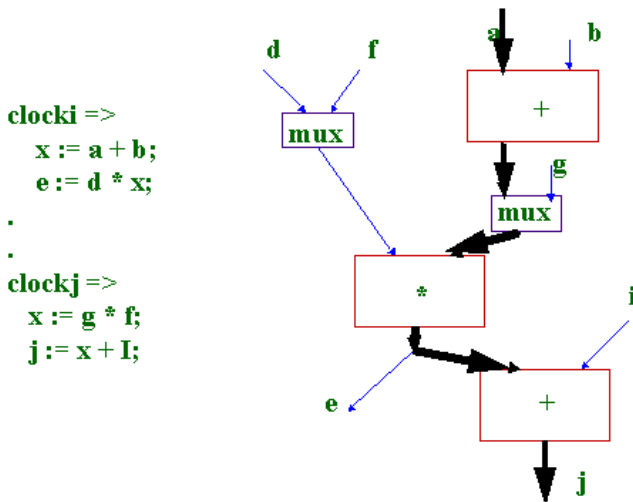 clocki =>
x := a + b;
e := d * x;
.
.
clockj =>
x := g * f;
j := x + I;
d
f
a
b
mux
+
g
mux
*
i
e
+
j